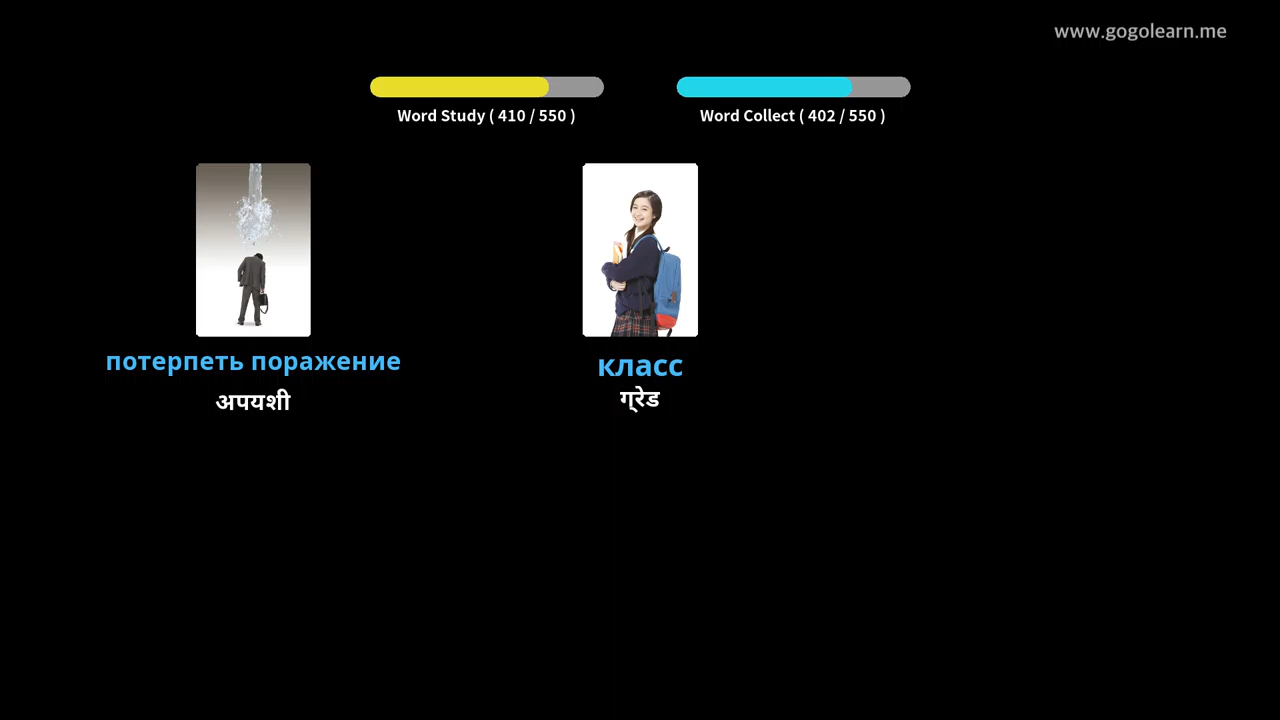 www.gogolearn.me
Word Study ( 410 / 550 )
Word Collect ( 402 / 550 )
потерпеть поражение
अपयशी
класс
ग्रेड